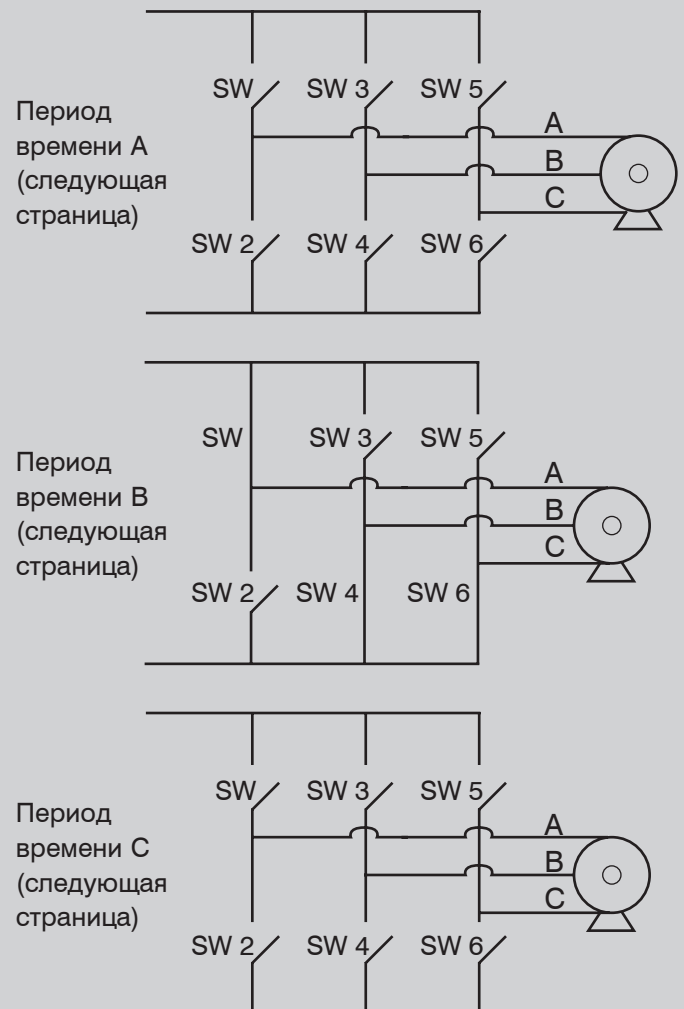 SW SW 3 SW 5
Период
времени A
(следующая
страница)
A
B
C
SW 2 SW 4 SW 6
SW SW 3 SW 5
Период
времени B
(следующая
страница)
A
B
C
SW 2 SW 4 SW 6
SW SW 3 SW 5
Период
времени C
(следующая
страница)
A
B
C
SW 2 SW 4 SW 6